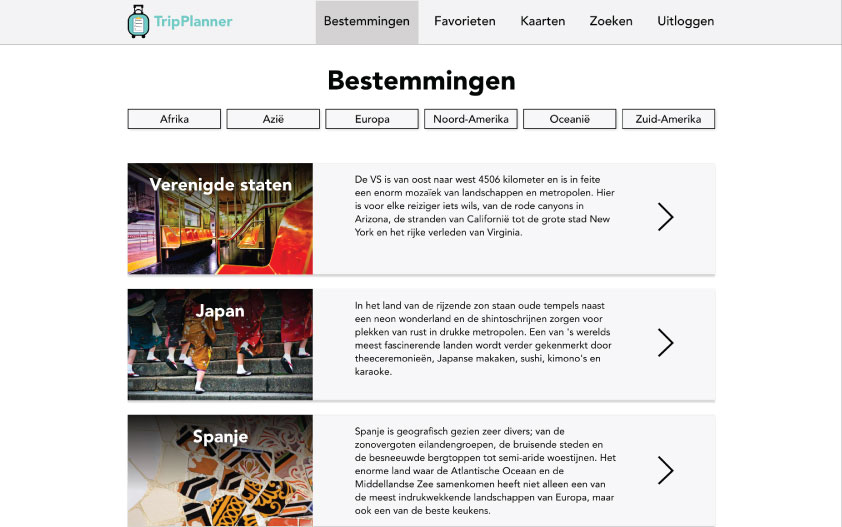 TripPlanner
Bestemmingen
Favorieten
Kaarten
Zoeken
Uitloggen
Bestemmingen
Afrika
Azië
Europa
Noord-Amerika
Oceanië
Zuid-Amerika
Verenigde staten
De VS is van oost naar west 4506 kilometer en is in feite
een enorm mozaïek van landschappen en metropolen. Hier
is voor elke reiziger iets wils, van de rode canyons in
Arizona, de stranden van Californië tot de grote stad New
York en het rijke verleden van Virginia.
Japan
In het land van de rijzende zon staan oude tempels naast
een neon wonderland en de shintoschrijnen zorgen voor
plekken van rust in drukke metropolen. Een van 's werelds
meest fascinerende landen wordt verder gekenmerkt door
theeceremonieën, Japanse makaken, sushi, kimono's en
karaoke.
Spanje
Spanje is geografisch gezien zeer divers; van de
zonovergoten eilandengroepen, de bruisende steden en
de besneeuwde bergtoppen tot semi-aride woestijnen. Het
enorme land waar de Atlantische Oceaan en de
Middellandse Zee samenkomen heeft niet alleen een van
de meest indrukwekkende landschappen van Europa, maar
ook een van de beste keukens.